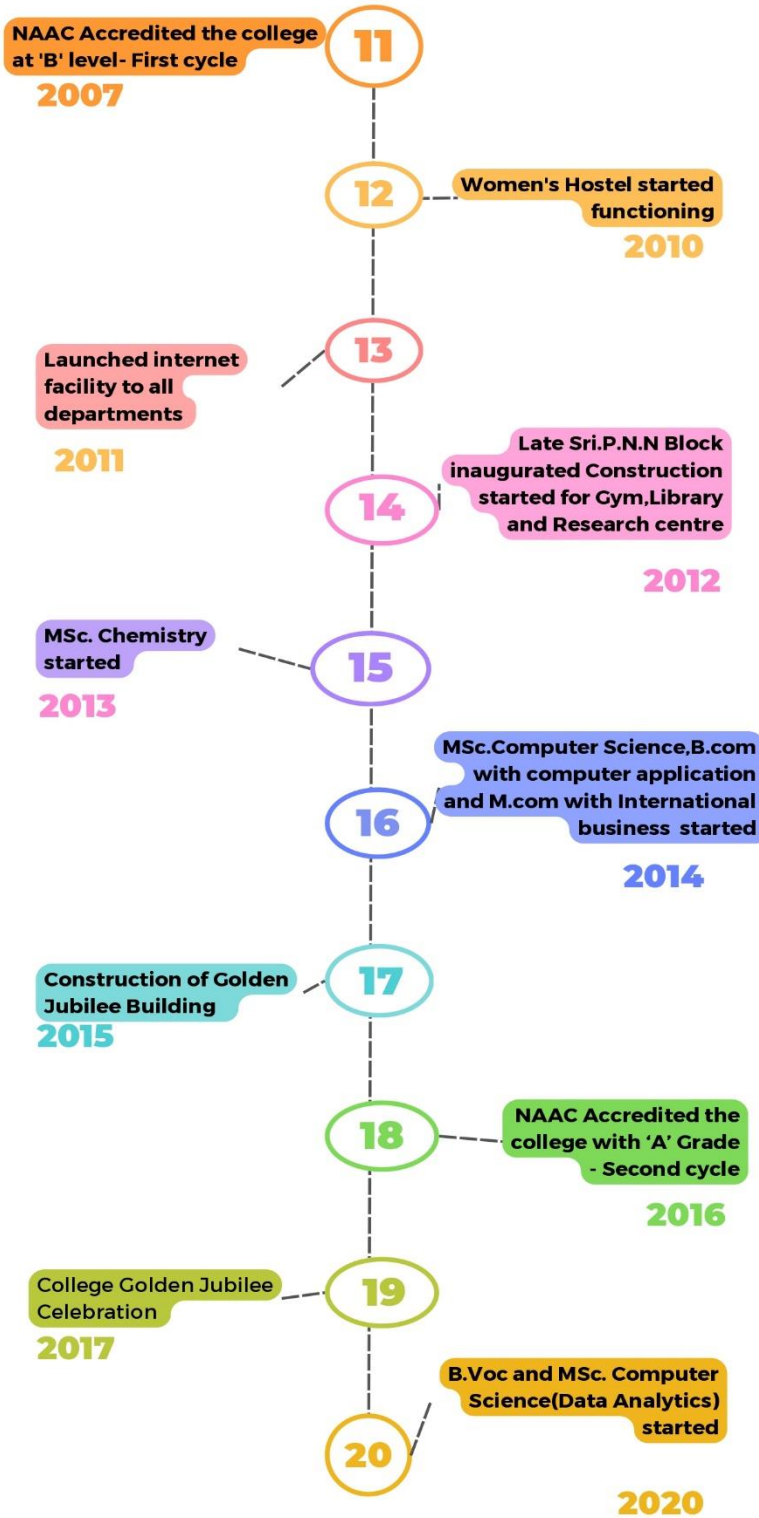 NAAC Accredited the college
at 'B' level- First cycle
2007
11
12
Women's Hostel started
functioning
2010
13
Launched internet
facility to all
departments
2011
Late Sri.P.N.N Block
inaugurated Construction
started for Gym,Library
and Research centre
14
2012
MSc. Chemistry
started
2013
15
MSc.Computer Science,B.com
with computer application
and M.com with International
business started
16
2014
Construction of Golden
Jubilee Building
2015
17
18
NAAC Accredited the
college with ‘A’ Grade
- Second cycle
2016
College Golden Jubilee
Celebration
2017
19
B.Voc and MSc. Computer
Science(Data Analytics)
started
20
2020